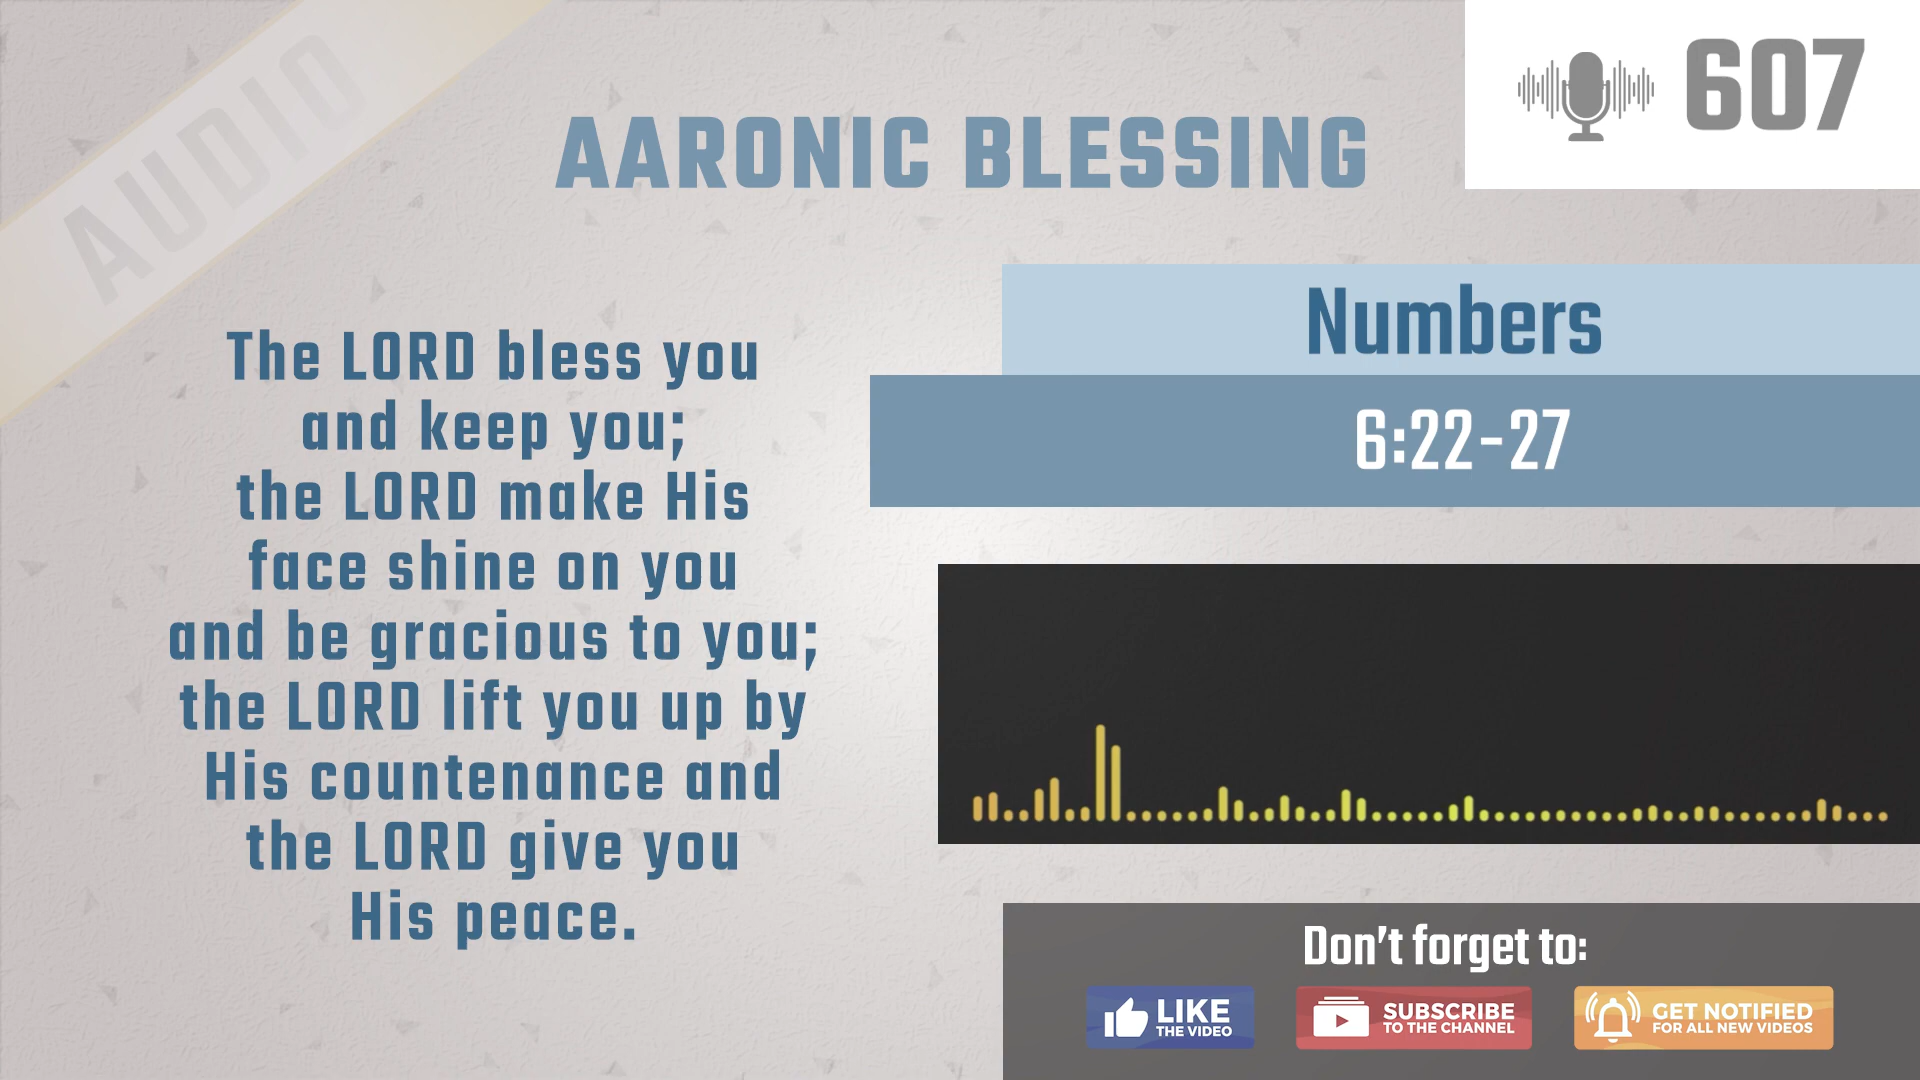 AUDIO
607
AARONIC BLESSING
Numbers
6:22-27
The LORD bless you
and keep you;
the LORD make His
face shine on you
and be gracious to you;
the LORD lift you up by
His countenance and
the LORD give you
His peace.
Don't forget to:
LIKE
THE VIDEO
SUBSCRIBE
TO THE CHANNEL
GET NOTIFIED
FOR ALL NEW VIDEOS